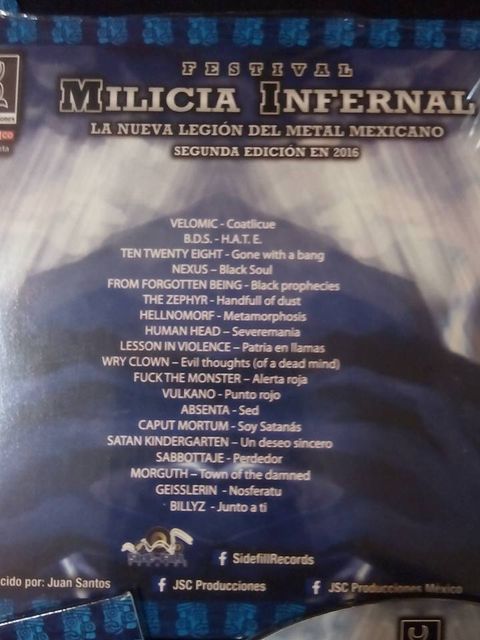 FESTIVAL
MILICIA INFERNAL
LA NUEVA LEGIÓN DEL METAL MEXICANO
SEGUNDA EDICIÓN EN 2016
VELOMIC - Coatlicue
B.D.S. - H.A.T. E.
TEN TWENTY EIGHT - Gone with a bang
NEXUS – Black Soul
FROM FORGOTTEN BEING - Black prophecies
THE ZEPHYR - Handfull of dust
HELLNOMORF - Metamorphosis
HUMAN HEAD – Severemania
LESSON IN VIOLENCE – Patria en llamas
WRY CLOWN – Evil thoughts (of a dead mind)
FUCK THE MONSTER – Alerta roja
VULKANO - Punto rojo
ABSENTA - Sed
CAPUT MORTUM - Soy Satanás
SATAN KINDERGARTEN – Un deseo sincero
SABBOTTAJE - Perdedor
MORGUTH – Town of the damned
GEISSLERIN - Nosferatu
BILLYZ - Junto a ti
f SidefillRecords
cido por: Juan Santos
f JSC Producciones
f JSC Producciones México